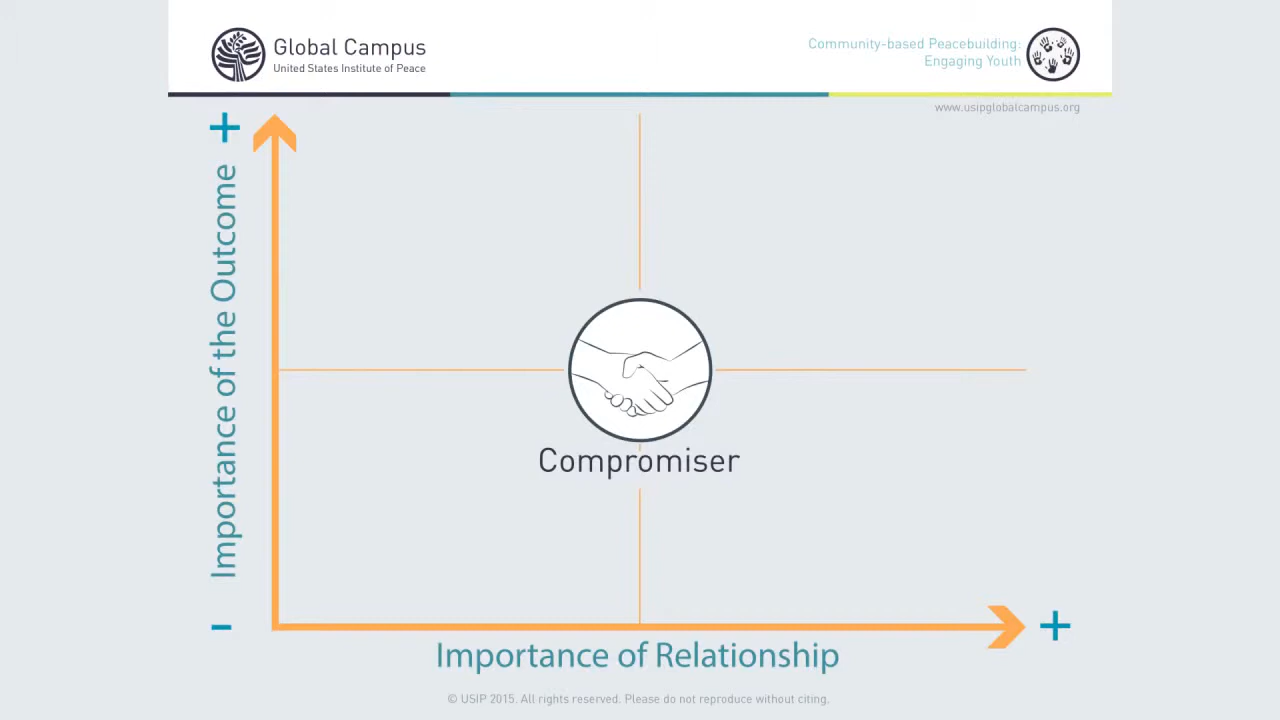 Global Campus
United States Institute of Peace
Community-based Peacebuilding:
Engaging Youth
www.usipglobalcampus.org
+
Importance of the Outcome
-
Compromiser
+
Importance of Relationship
© USIP 2015. All rights reserved. Please do not reproduce without citing.